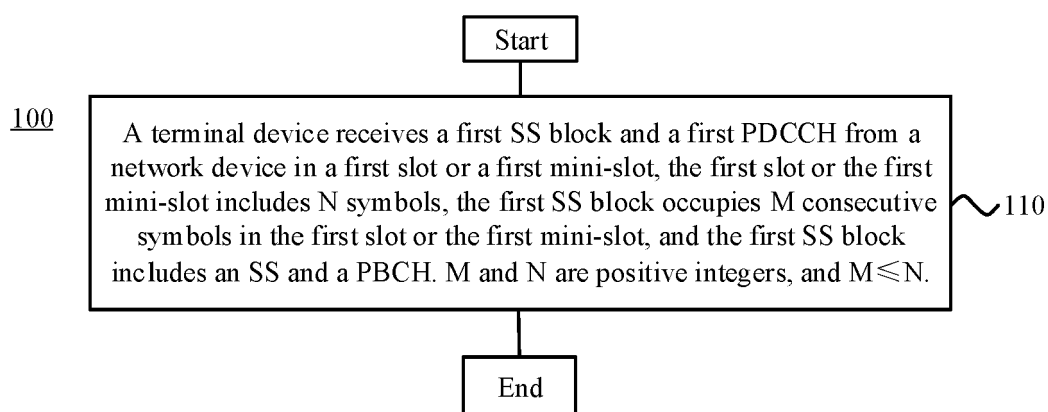 Start
100
A terminal device receives a first SS block and a first PDCCH from a
network device in a first slot or a first mini-slot, the first slot or the
first mini-slot includes N symbols, the first SS block occupies M consecutive
symbols in the first slot or the first mini-slot, and the first SS block
includes an SS and a PBCH. M and N are positive integers, and M≤N.
110
End